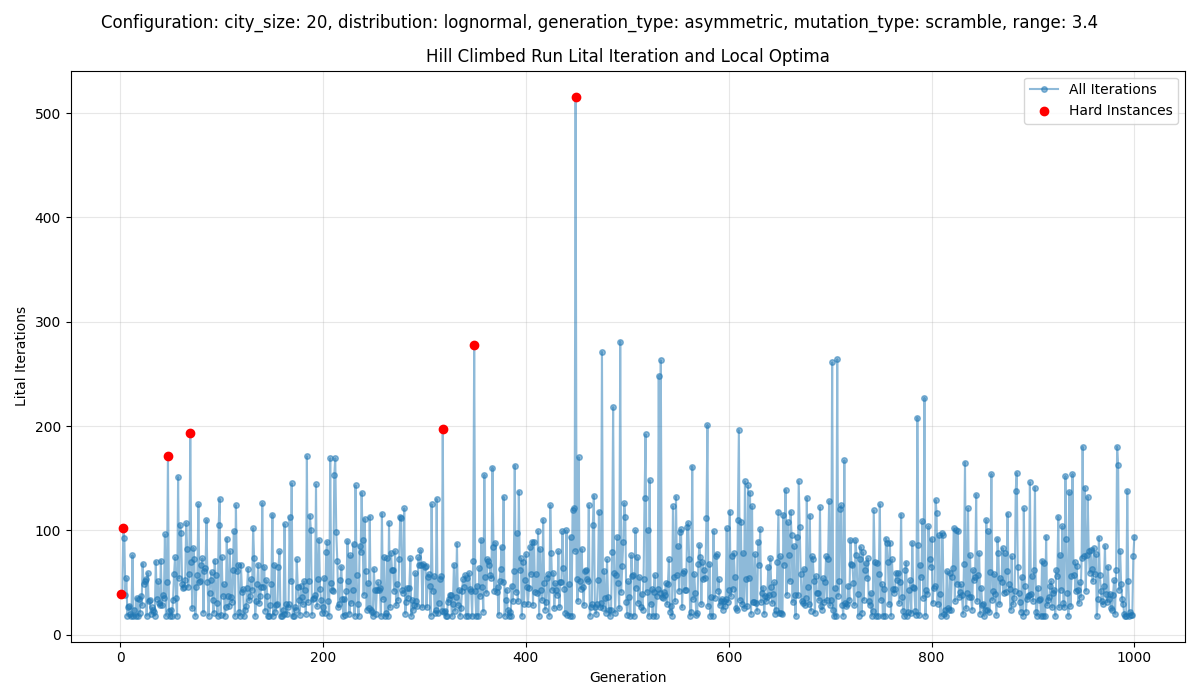 Configuration: city_size: 20, distribution: lognormal, generation_type: asymmetric, mutation_type: scramble, range: 3.4
Hill Climbed Run Lital Iteration and Local Optima
All Iterations
Hard Instances
Lital Iterations
500
400
300
200
100
0
0 200 400 600 800 1000
Generation